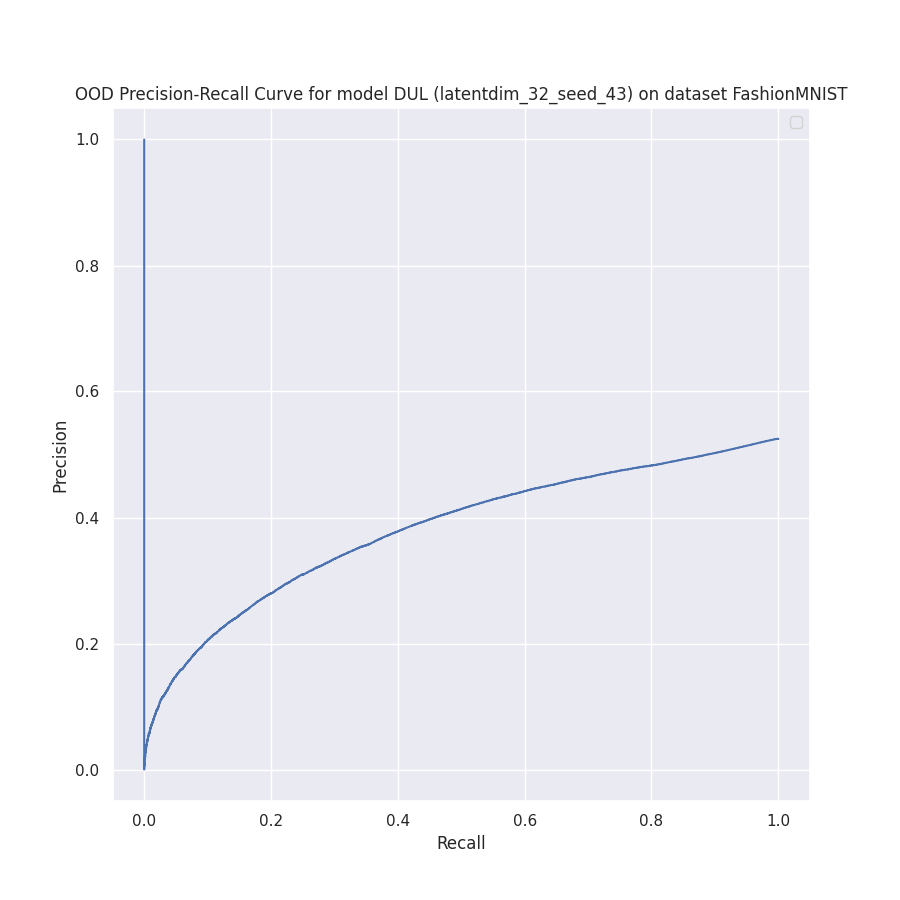 OOD Precision-Recall Curve for model DUL (latentdim_32_seed_43) on dataset FashionMNIST
1.0
0.8
0.6
0.4
0.2
0.0
Precision
0.0 0.2 0.4 0.6 0.8 1.0
Recall